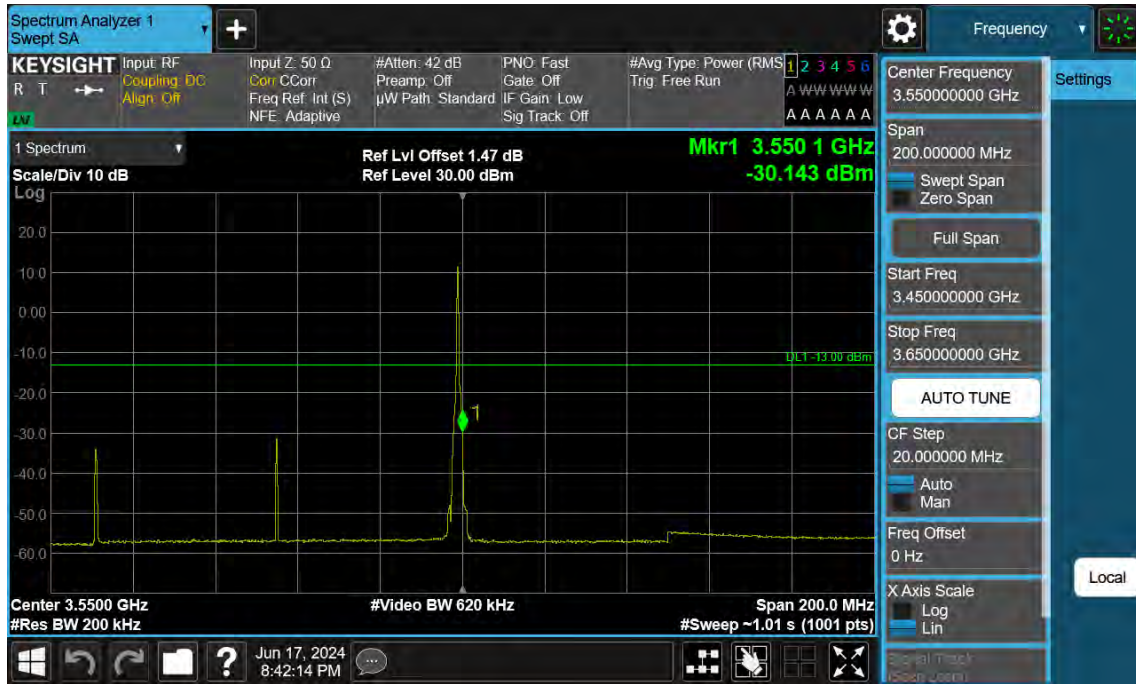 Spectrum Analyzer 1
Swept SA
Frequency
KEYSIGHT
R T
LXI
Input: RF
Coupling: DC
Align: Off
Input Z: 50 Ω
Corr CCorr
Freq Ref: Int (S)
NFE: Adaptive
#Atten: 42 dB
Preamp: Off
µW Path: Standard
PNO: Fast
Gate: Off
IF Gain: Low
Sig Track: Off
#Avg Type: Power (RMS
Trig: Free Run
1 2 3 4 5 6
A W W W W W
A A A A A A
1 Spectrum
Scale/Div 10 dB
Ref Lvl Offset 1.47 dB
Ref Level 30.00 dBm
Mkr1 3.550 1 GHz
-30.143 dBm
Log
20.0
10.0
0.00
-10.0
DL1 -13.00 dBm
-20.0
1
-30.0
-40.0
-50.0
-60.0
Center 3.5500 GHz
#Res BW 200 kHz
#Video BW 620 kHz
Span 200.0 MHz
#Sweep ~1.01 s (1001 pts)
Center Frequency
3.550000000 GHz
Settings
Span
200.000000 MHz
Swept Span
Zero Span
Full Span
Start Freq
3.450000000 GHz
Stop Freq
3.650000000 GHz
AUTO TUNE
CF Step
20.000000 MHz
Auto
Man
Freq Offset
0 Hz
Local
X Axis Scale
Log
Lin
Signal Track
(Span Zoom)
?
Jun 17, 2024
8:42:14 PM